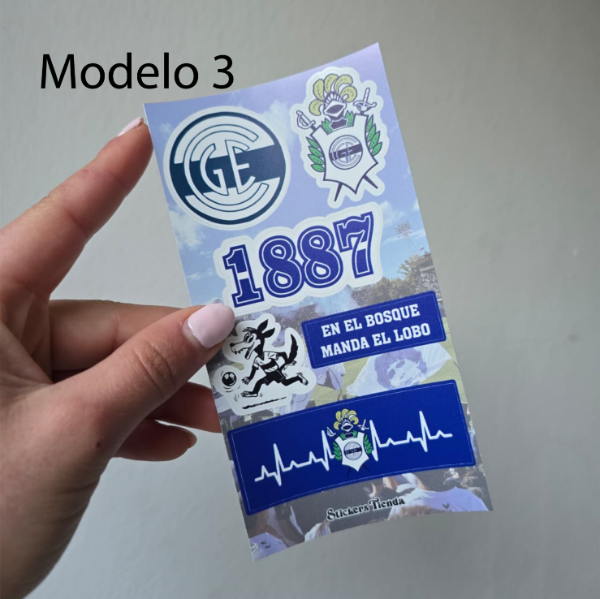 Modelo 3
CGE
1887
EN EL BOSQUE
MANDA EL LOBO
Stickers Tienda